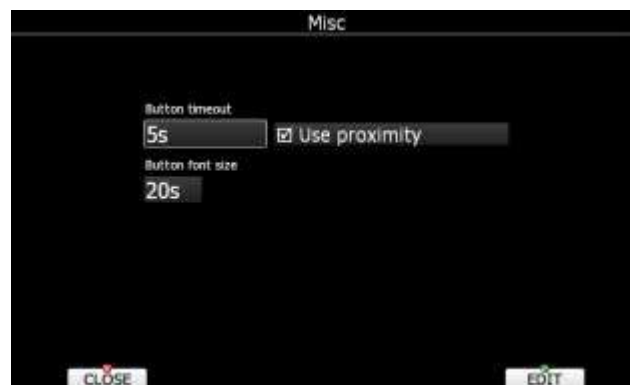 Misc
Button timeout
5s
Use proximity
Button font size
20s
CLOSE
EDIT